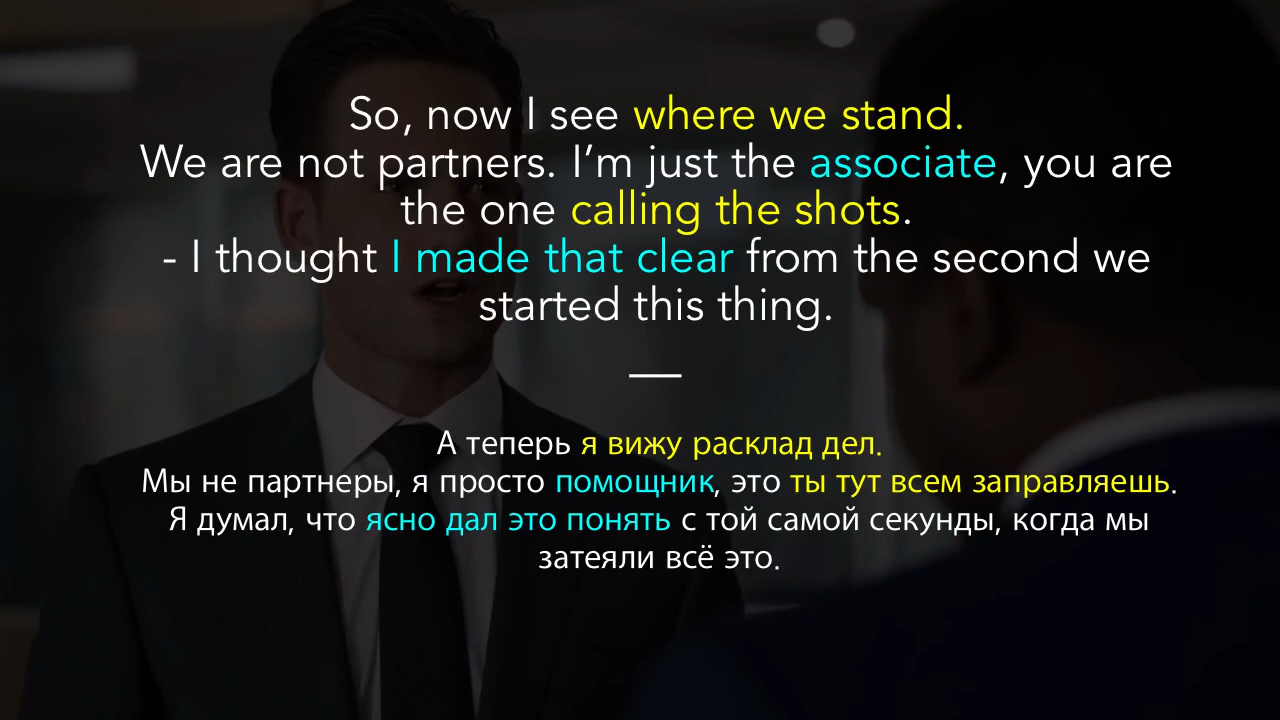 So, now I see where we stand.
We are not partners. I’m just the associate, you are
the one calling the shots.
- I thought I made that clear from the second we
started this thing.
А теперь я вижу расклад дел.
Мы не партнеры, я просто помощник, это ты тут всем заправляешь.
Я думал, что ясно дал это понять с той самой секунды, когда мы
затеяли всё это.